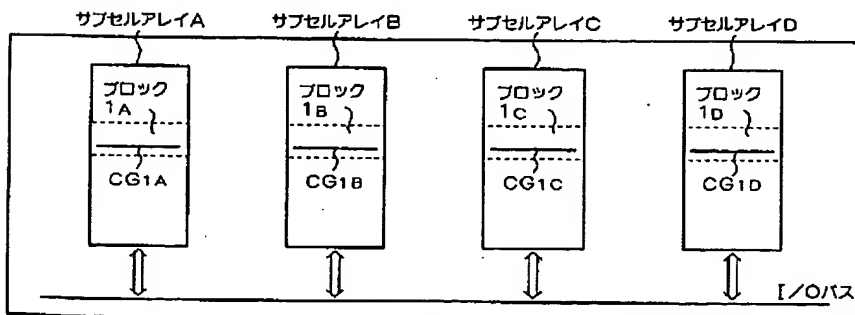 サブセルアレイA サブセルアレイB サブセルアレイC サブセルアレイD
ブロック ブロック ブロック ブロック
1A 1B 1C 1D
CG1A CG1B CG1C CG1D
I/Oバス